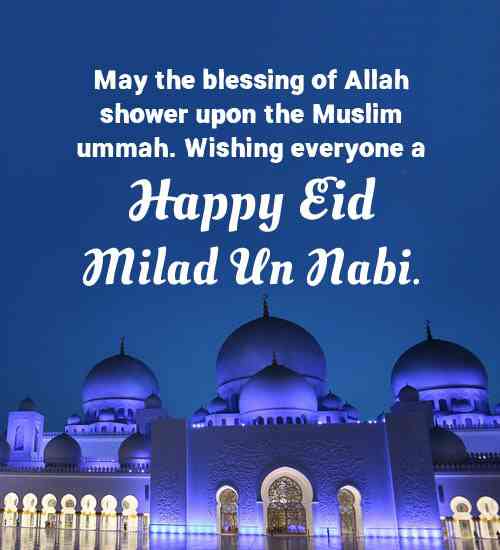 May the blessing of Allah
shower upon the Muslim
ummah. Wishing everyone a
Happy Eid
Milad Un Nabi.